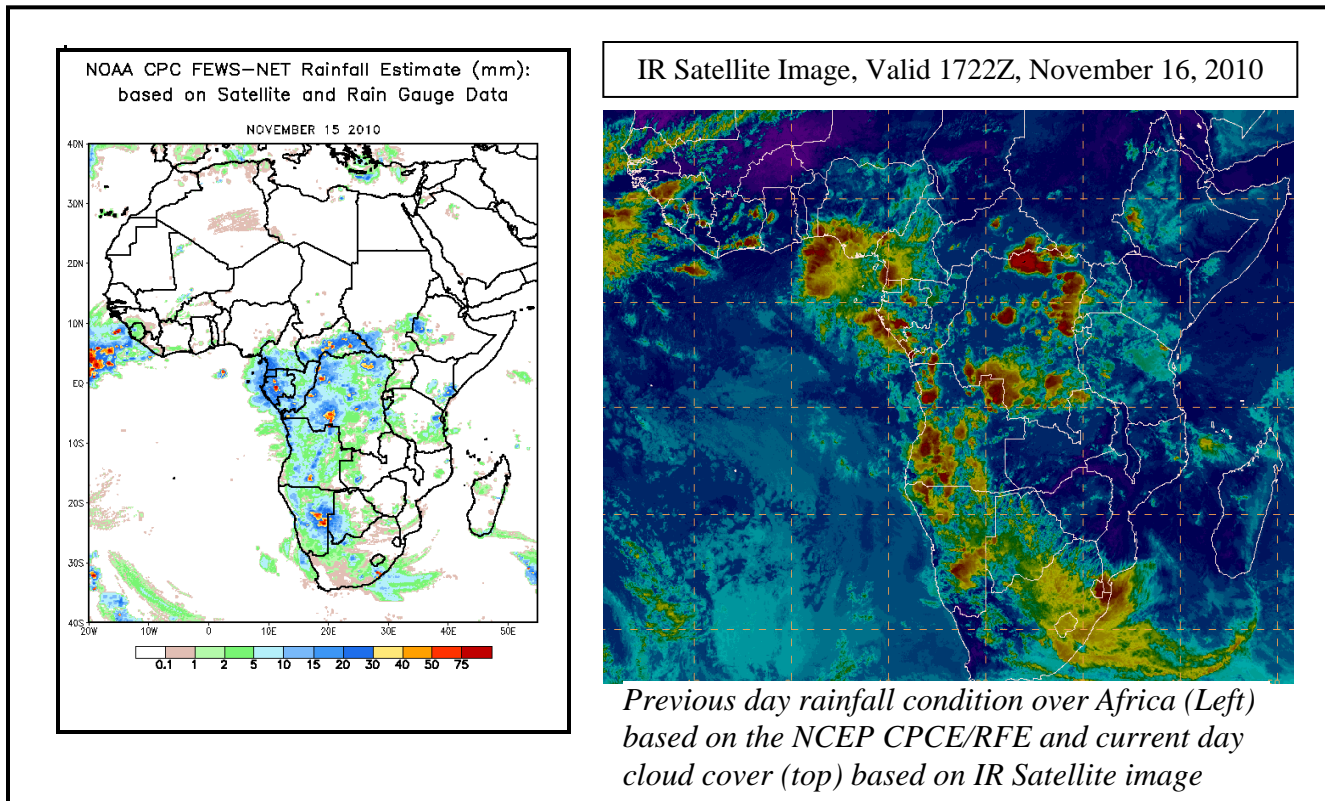 NOAA CPC FEWS-NET Rainfall Estimate (mm):
based on Satellite and Rain Gauge Data
NOVEMBER 15 2010
40N
30N
20N
10N
EQ
10S
20S
30S
40S
20W 10W 0 10E 20E 30E 40E 50E
0.1 1 2 5 10 15 20 30 40 50 75
IR Satellite Image, Valid 1722Z, November 16, 2010
Previous day rainfall condition over Africa (Left)
based on the NCEP CPCE/RFE and current day
cloud cover (top) based on IR Satellite image